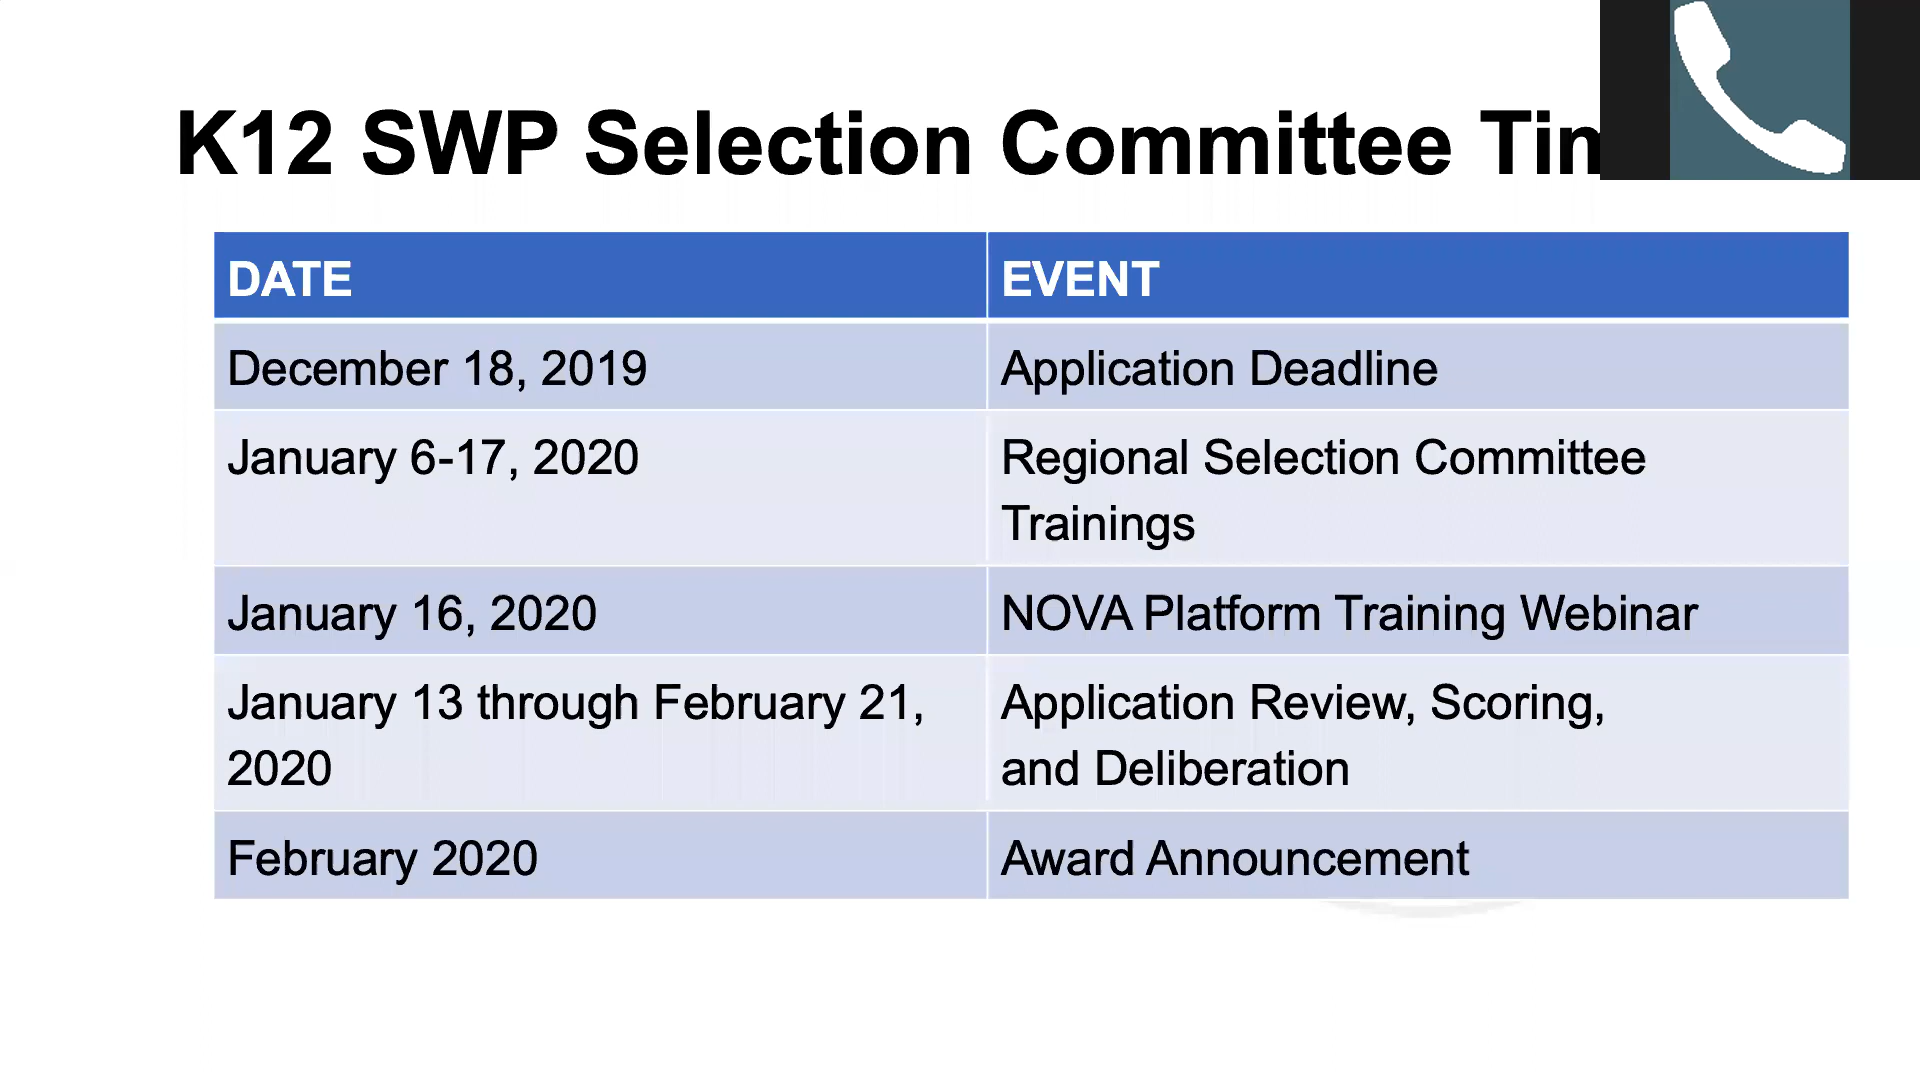 K12 SWP Selection Committee
DATE EVENT
December 18, 2019 Application Deadline
January 6-17, 2020 Regional Selection Committee
Trainings
January 16, 2020 NOVA Platform Training Webinar
January 13 through February 21, Application Review, Scoring,
2020 and Deliberation
February 2020 Award Announcement